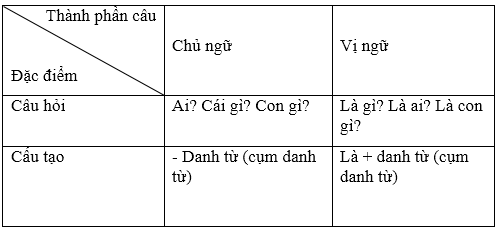 Thành phần câu
Đặc điểm
Chủ ngữ
Vị ngữ
Câu hỏi
Ai? Cái gì? Con gì?
Là gì? Là ai? Là con
gì?
Cấu tạo
- Danh từ (cụm danh
từ)
Là + danh từ (cụm
danh từ)